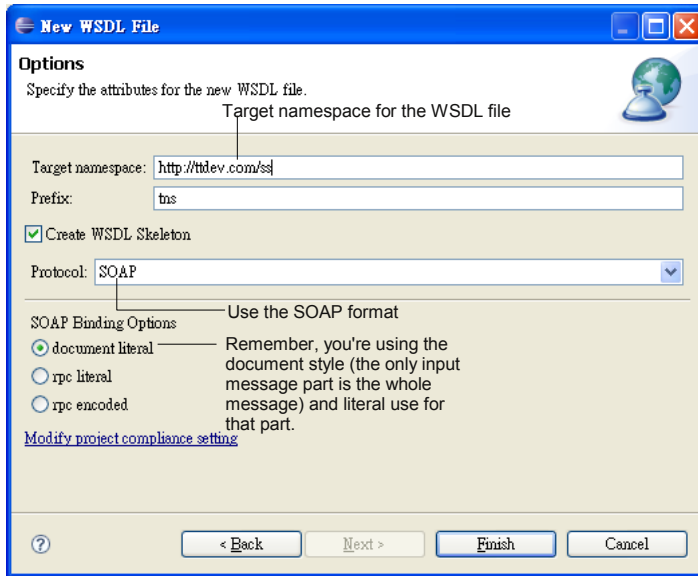 New WSDL File
Options
Specify the attributes for the new WSDL file.
Target namespace for the WSDL file
Target namespace: http://ttdev.com/ss
Prefix: tns
Create WSDL Skeleton
Protocol: SOAP
Use the SOAP format
SOAP Binding Options
document literal
rpc literal
rpc encoded
Remember, you're using the
document style (the only input
message part is the whole
message) and literal use for
that part.
Modify project compliance setting
? < Back Next > Finish Cancel